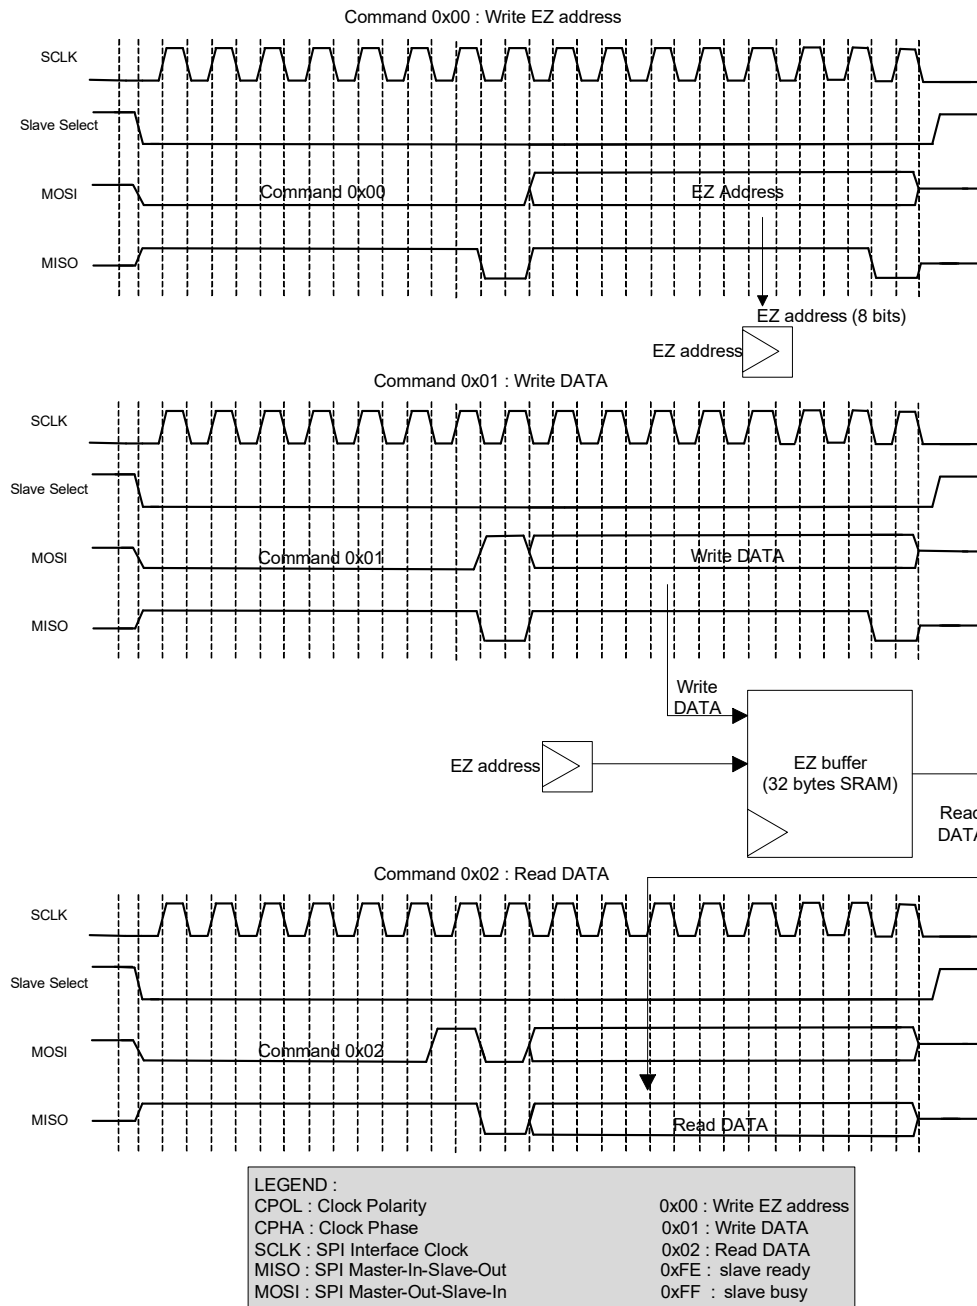 Command 0x00 : Write EZ address
SCLK
Slave Select
MOSI
Command 0x00
EZ Address
MISO
EZ address (8 bits)
EZ address
Command 0x01 : Write DATA
SCLK
Slave Select
MOSI
Command 0x01
Write DATA
MISO
Write
DATA
EZ address
EZ buffer
(32 bytes SRAM)
Read
DATA
Command 0x02 : Read DATA
SCLK
Slave Select
MOSI
Command 0x02
MISO
Read DATA
LEGEND :
CPOL : Clock Polarity
0x00 : Write EZ address
CPHA : Clock Phase
0x01 : Write DATA
SCLK : SPI Interface Clock
0x02 : Read DATA
MISO : SPI Master-In-Slave-Out
0xFE : slave ready
MOSI : SPI Master-Out-Slave-In
0xFF : slave busy